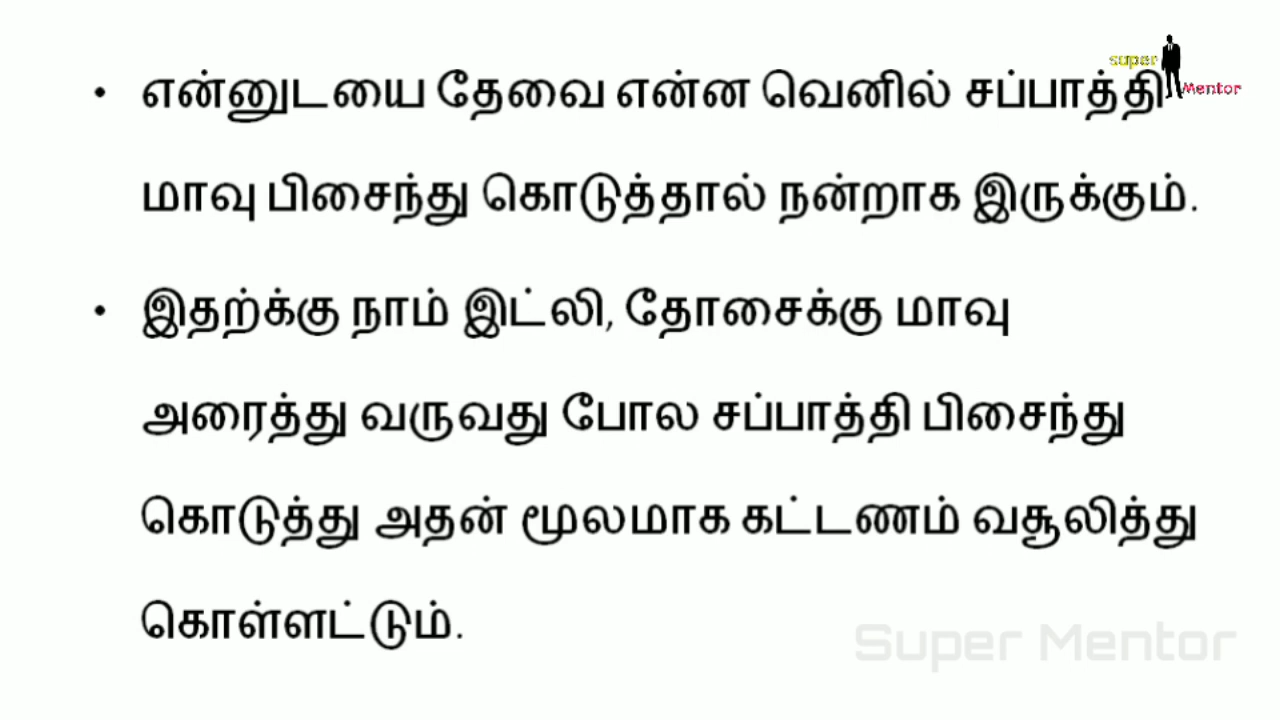 super
Mentor
• என்னுடயை தேவை என்ன வெனில் சப்பாத்தி
மாவு பிசைந்து கொடுத்தால் நன்றாக இருக்கும்.
• இதற்க்கு நாம் இட்லி, தோசைக்கு மாவு
அரைத்து வருவது போல சப்பாத்தி பிசைந்து
கொடுத்து அதன் மூலமாக கட்டணம் வசூலித்து
கொள்ளட்டும்.
Super Mentor